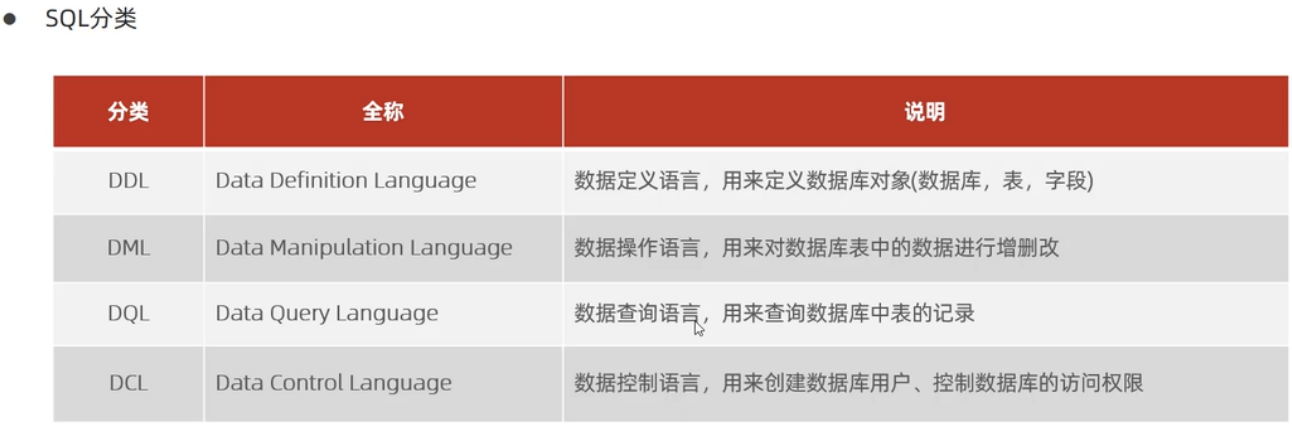 ● SQL分类
分类 全称 说明
DDL Data Definition Language 数据定义语言，用来定义数据库对象(数据库，表，字段)
DML Data Manipulation Language 数据操作语言，用来对数据库表中的数据进行增删改
DQL Data Query Language 数据查询语言，用来查询数据库中表的记录
DCL Data Control Language 数据控制语言，用来创建数据库用户、控制数据库的访问权限